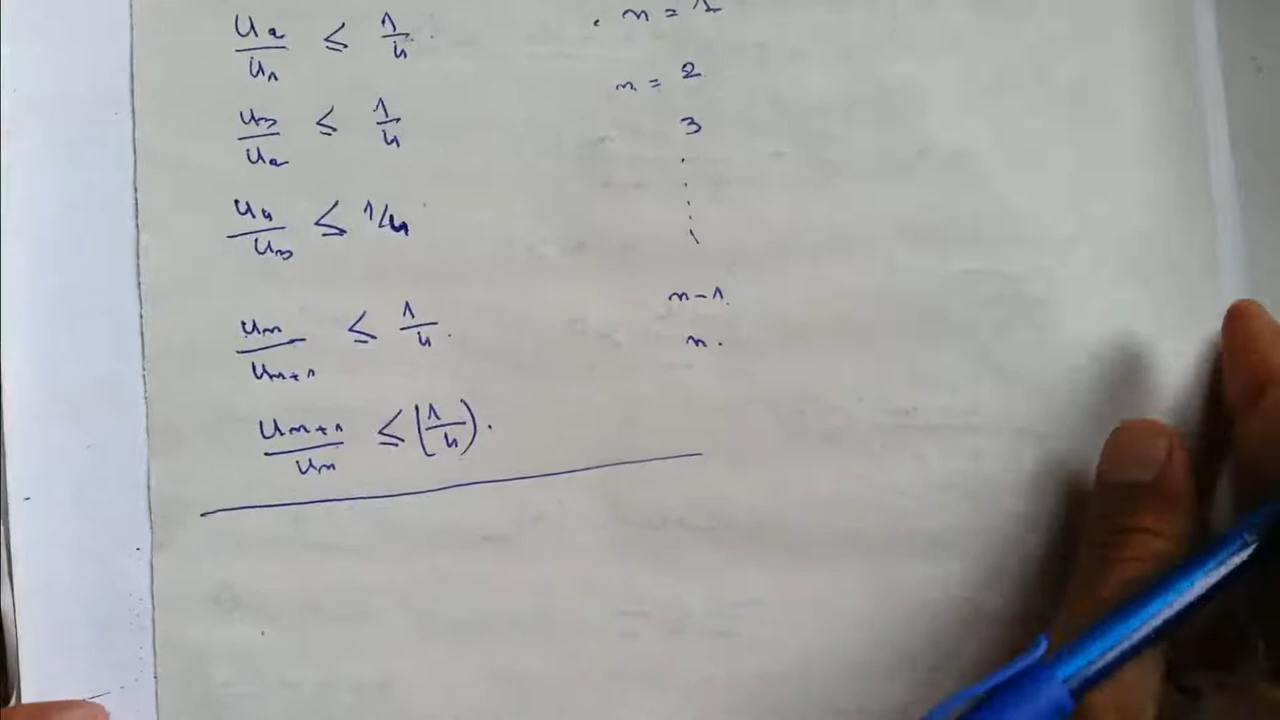 u₂/u₁ ≤ 1/4 . n = 1
u₃/u₂ ≤ 1/4 n = 2
u₄/u₃ ≤ 1/4 3
uₙ/uₙ₊₁ ≤ 1/4 . n-1.
n.
uₙ₊₁/uₙ ≤ (1/4).